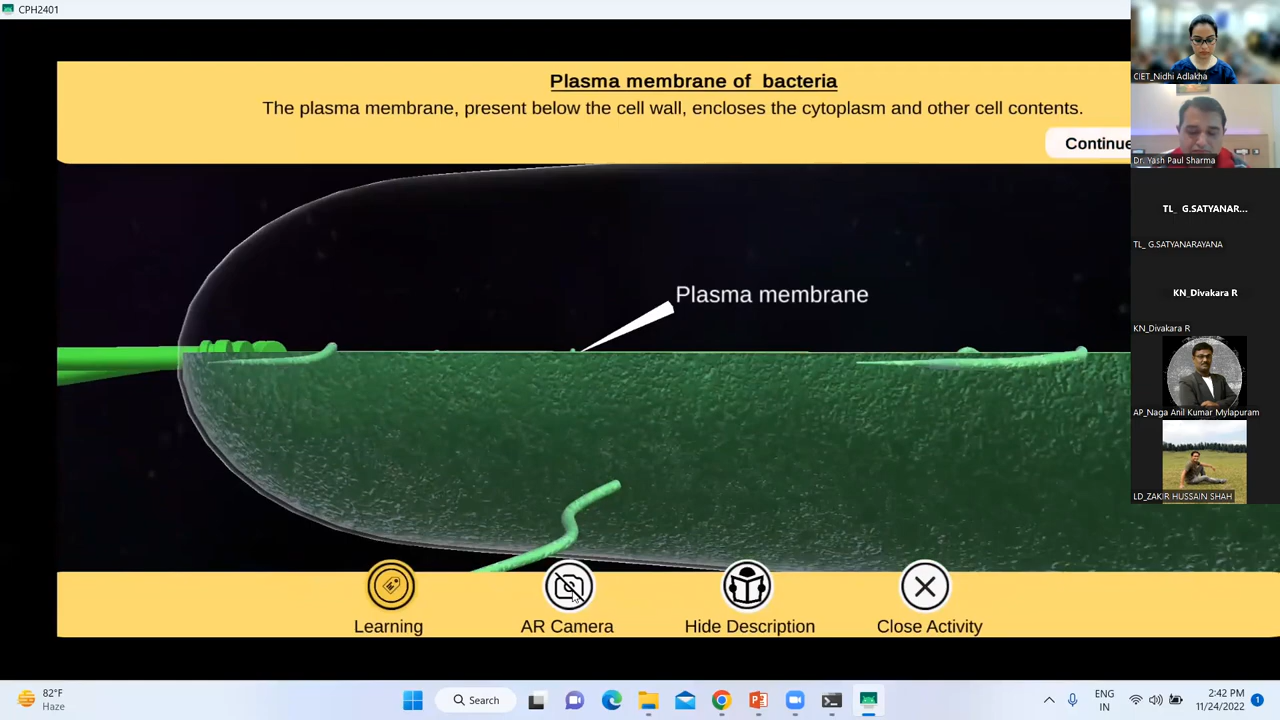 CPH2401
Plasma membrane of  bacteria
The plasma membrane, present below the cell wall, encloses the cytoplasm and other cell contents.
Continue
Plasma membrane
Learning
AR Camera
Hide Description
Close Activity
CIET_Nidhi Adlakha
Dr. Yash Paul Sharma
TL_ G.SATYANAR...
TL_ G.SATYANARAYANA
KN_Divakara R
KN_Divakara R
AP_Naga Anil Kumar Mylapuram
LD_ZAKIR HUSSAIN SHAH
82°F
Haze
Search
ENG
IN
2:42 PM
11/24/2022
1